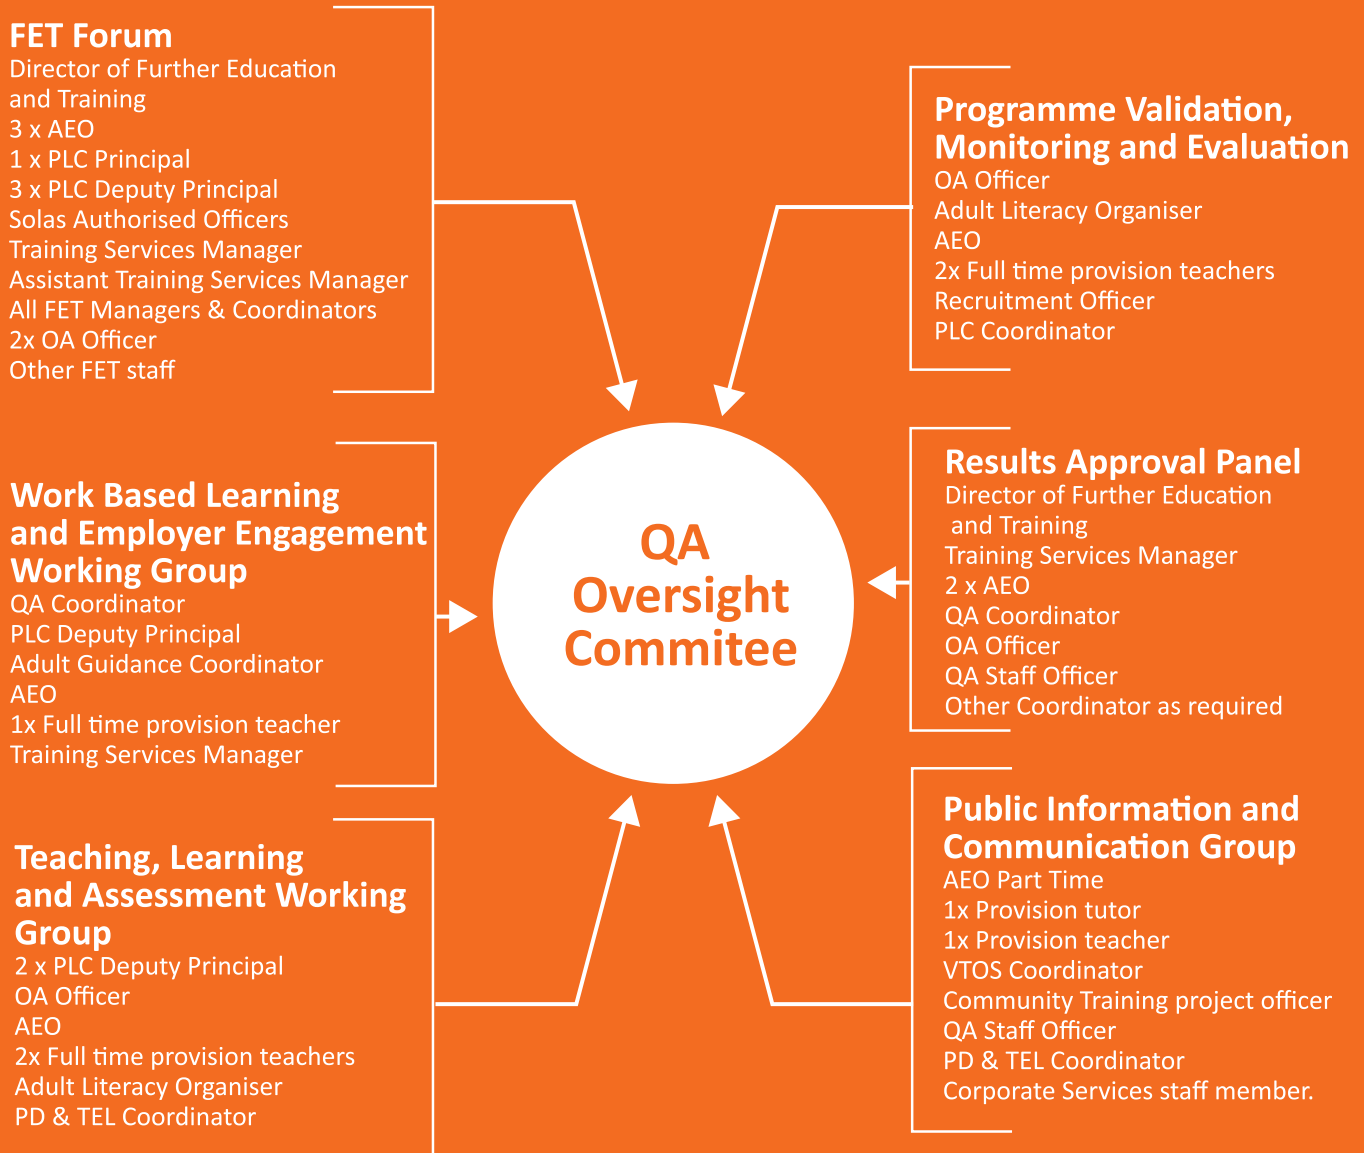 FET Forum
Director of Further Education
and Training
3 x AEO
1 x PLC Principal
3 x PLC Deputy Principal
Solas Authorised Officers
Training Services Manager
Assistant Training Services Manager
All FET Managers & Coordinators
2x OA Officer
Other FET staff
Work Based Learning
and Employer Engagement
Working Group
QA Coordinator
PLC Deputy Principal
Adult Guidance Coordinator
AEO
1x Full time provision teacher
Training Services Manager
Teaching, Learning
and Assessment Working
Group
2 x PLC Deputy Principal
OA Officer
AEO
2x Full time provision teachers
Adult Literacy Organiser
PD & TEL Coordinator
QA
Oversight
Commitee
Programme Validation,
Monitoring and Evaluation
OA Officer
Adult Literacy Organiser
AEO
2x Full time provision teachers
Recruitment Officer
PLC Coordinator
Results Approval Panel
Director of Further Education
and Training
Training Services Manager
2 x AEO
QA Coordinator
OA Officer
QA Staff Officer
Other Coordinator as required
Public Information and
Communication Group
AEO Part Time
1x Provision tutor
1x Provision teacher
VTOS Coordinator
Community Training project officer
QA Staff Officer
PD & TEL Coordinator
Corporate Services staff member.